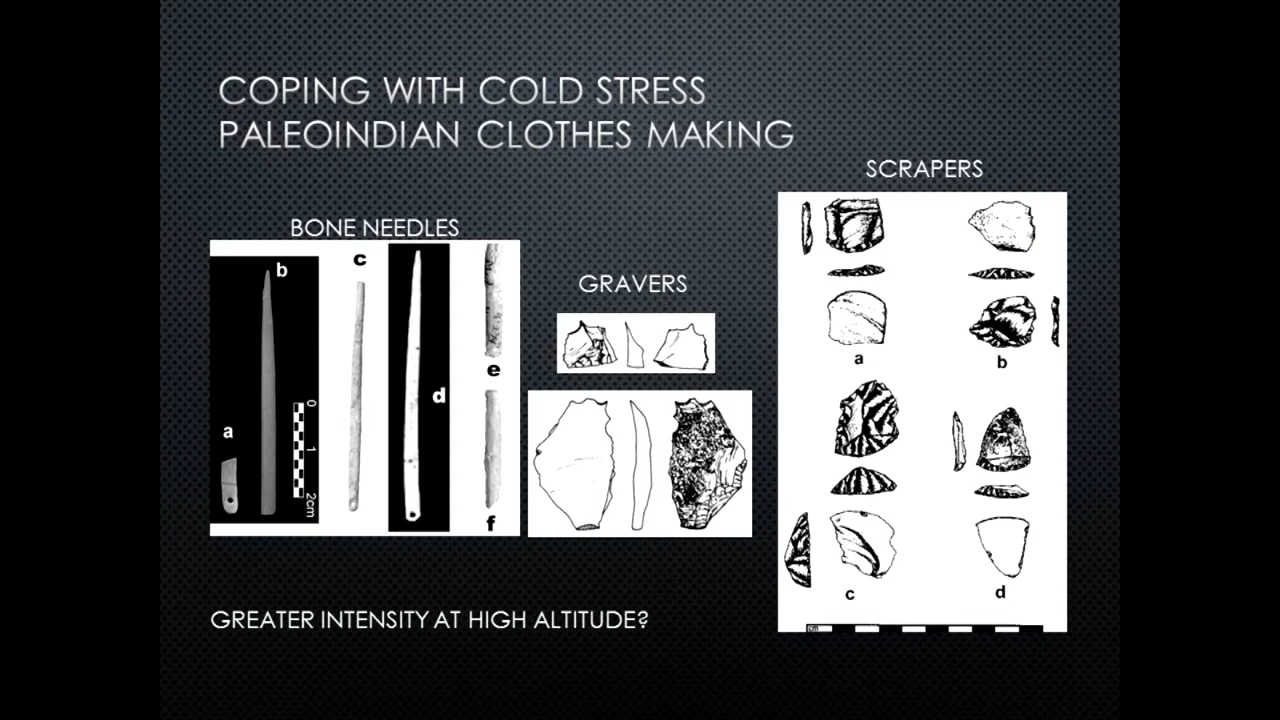 COPING WITH COLD STRESS
PALEOINDIAN CLOTHES MAKING
BONE NEEDLES
a
b
c
d
e
f
0
1
2cm
GRAVERS
SCRAPERS
a
b
c
d
cm
GREATER INTENSITY AT HIGH ALTITUDE?